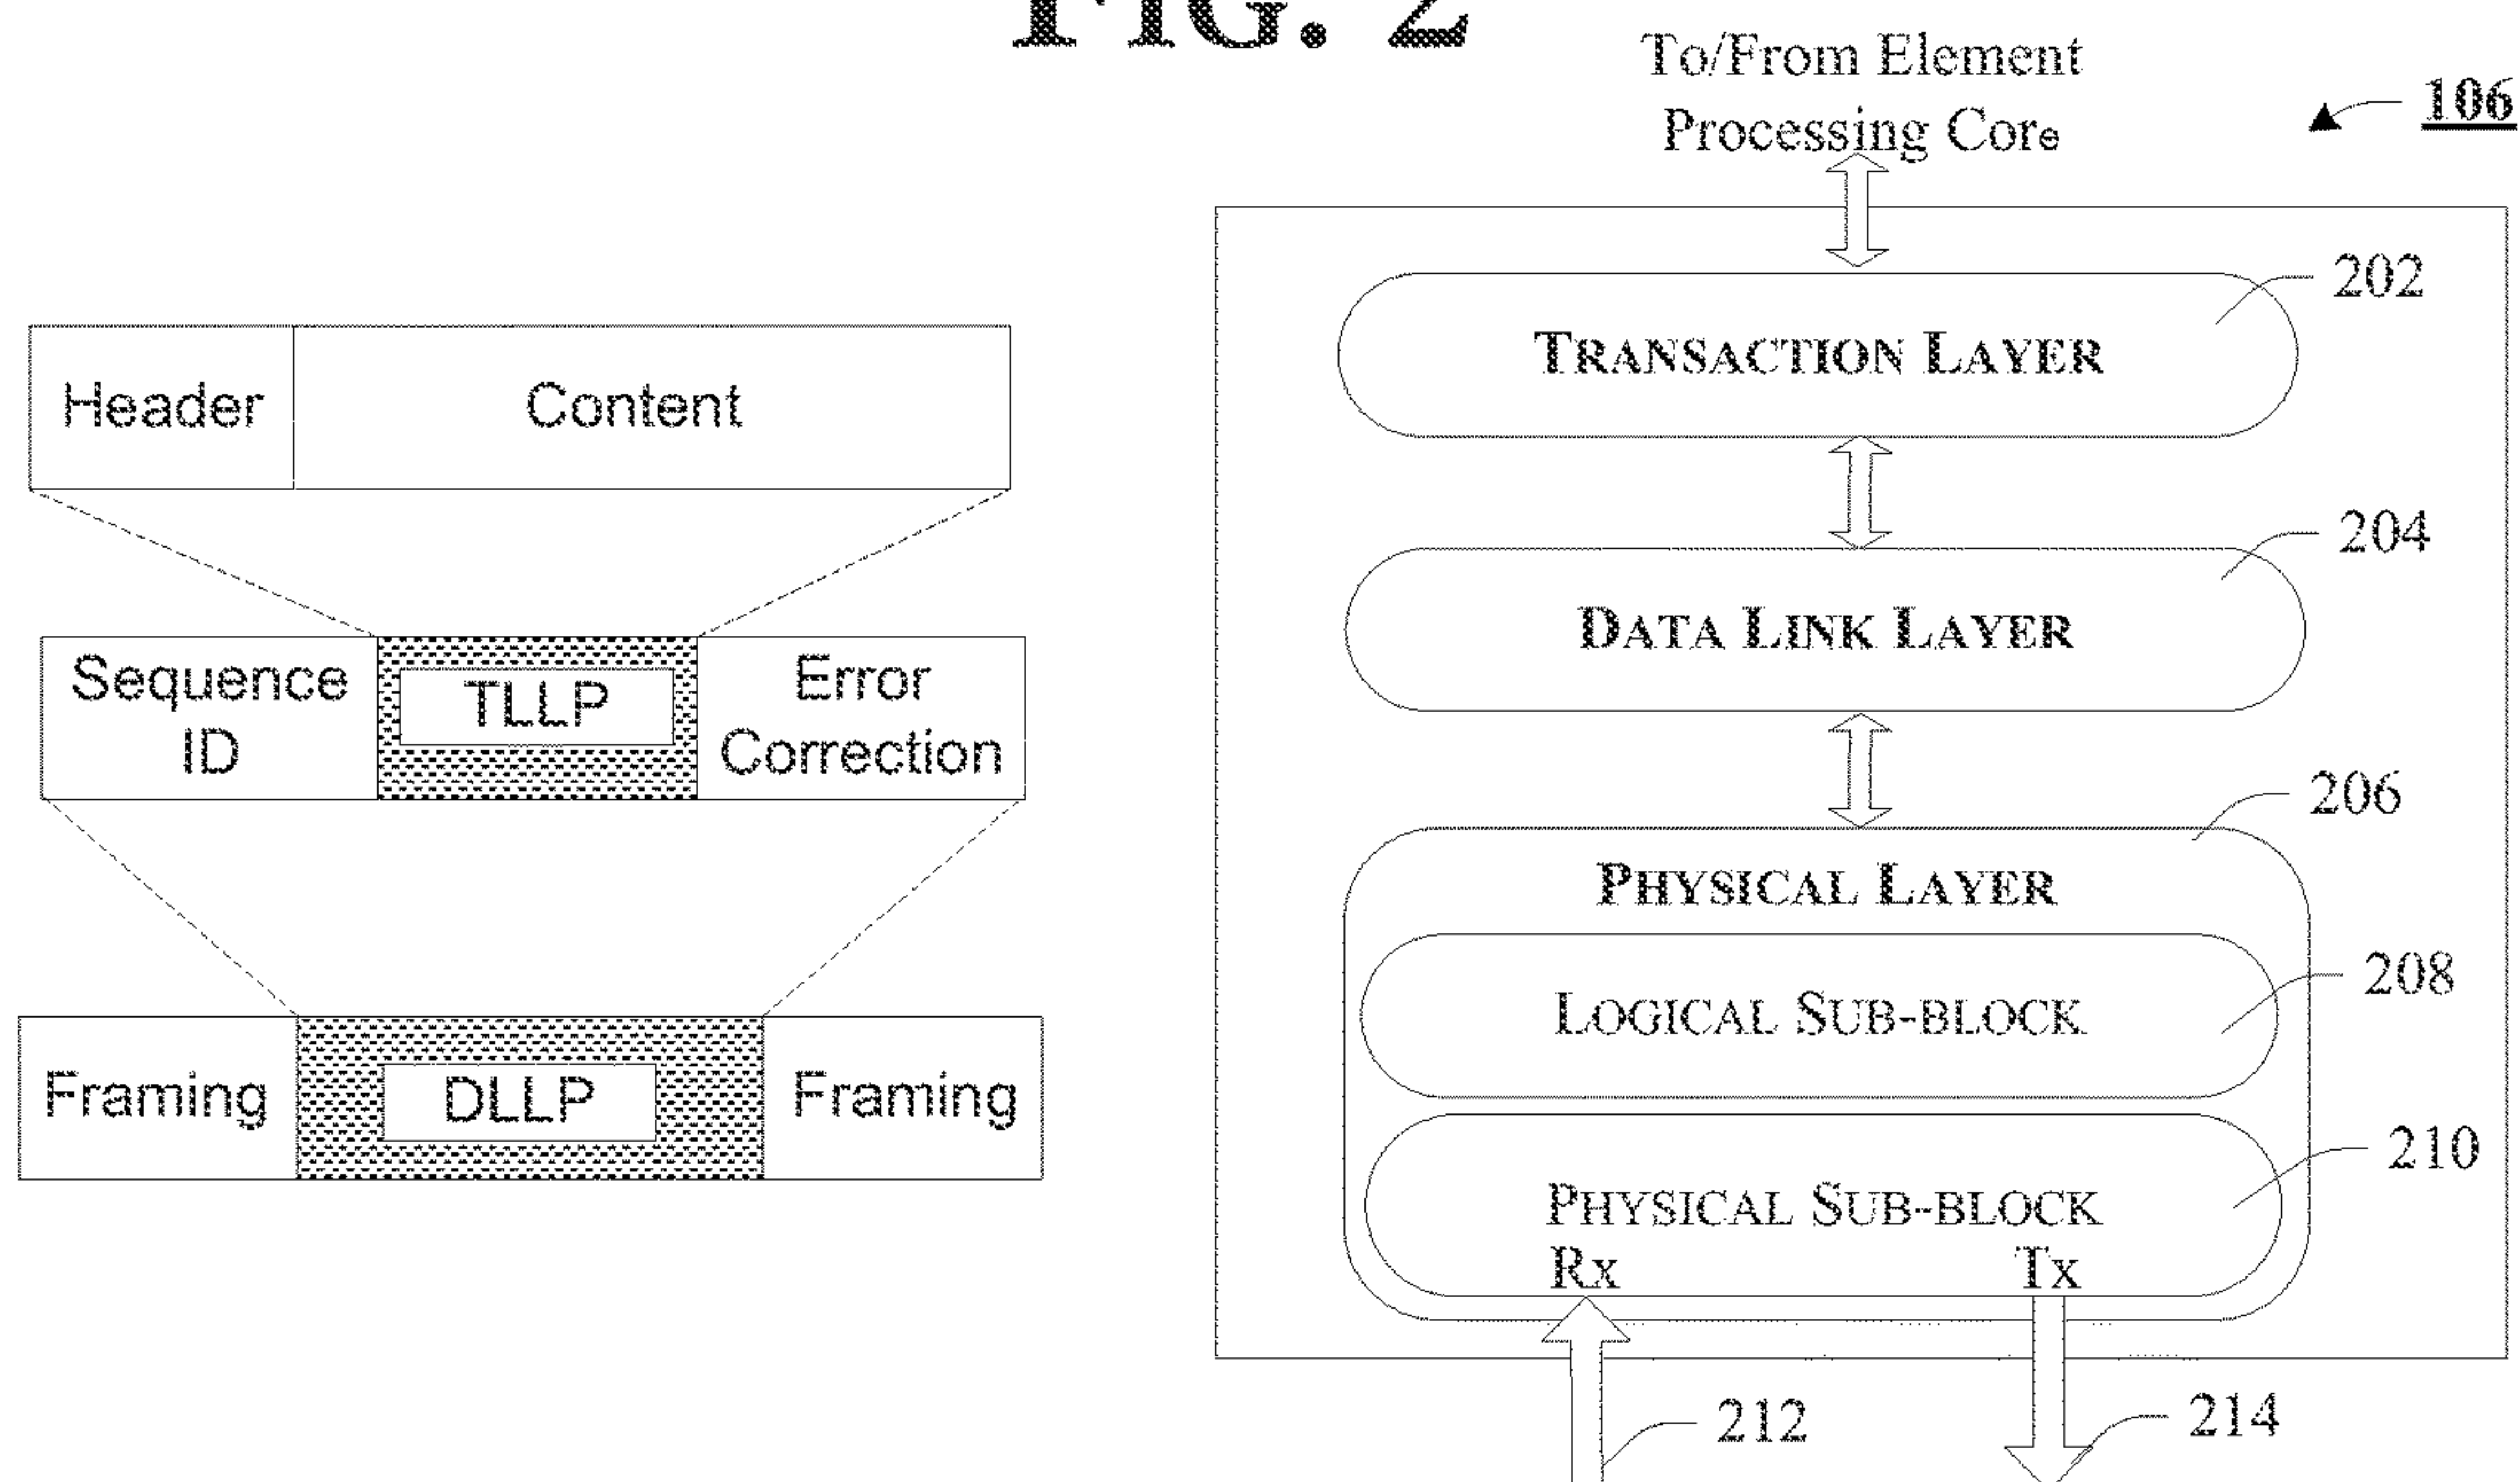 FIG. 2
To/From Element
Processing Core
106
Header
Content
Sequence
ID
TLLP
Error
Correction
Framing
DLLP
Framing
202
TRANSACTION LAYER
204
DATA LINK LAYER
206
PHYSICAL LAYER
208
LOGICAL SUB-BLOCK
210
PHYSICAL SUB-BLOCK
RX
TX
212
214